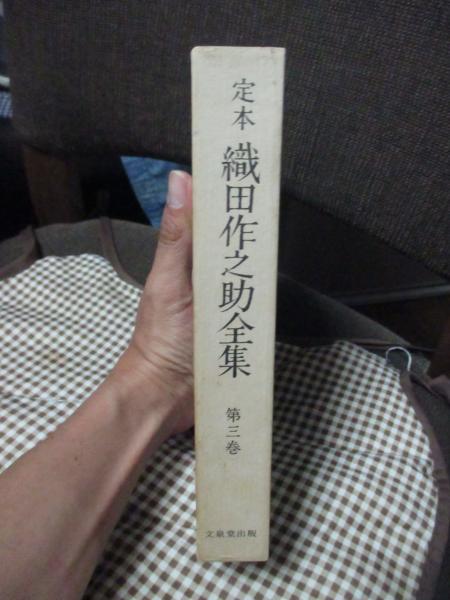 定本
織田作之助全集
第三巻
文泉堂出版